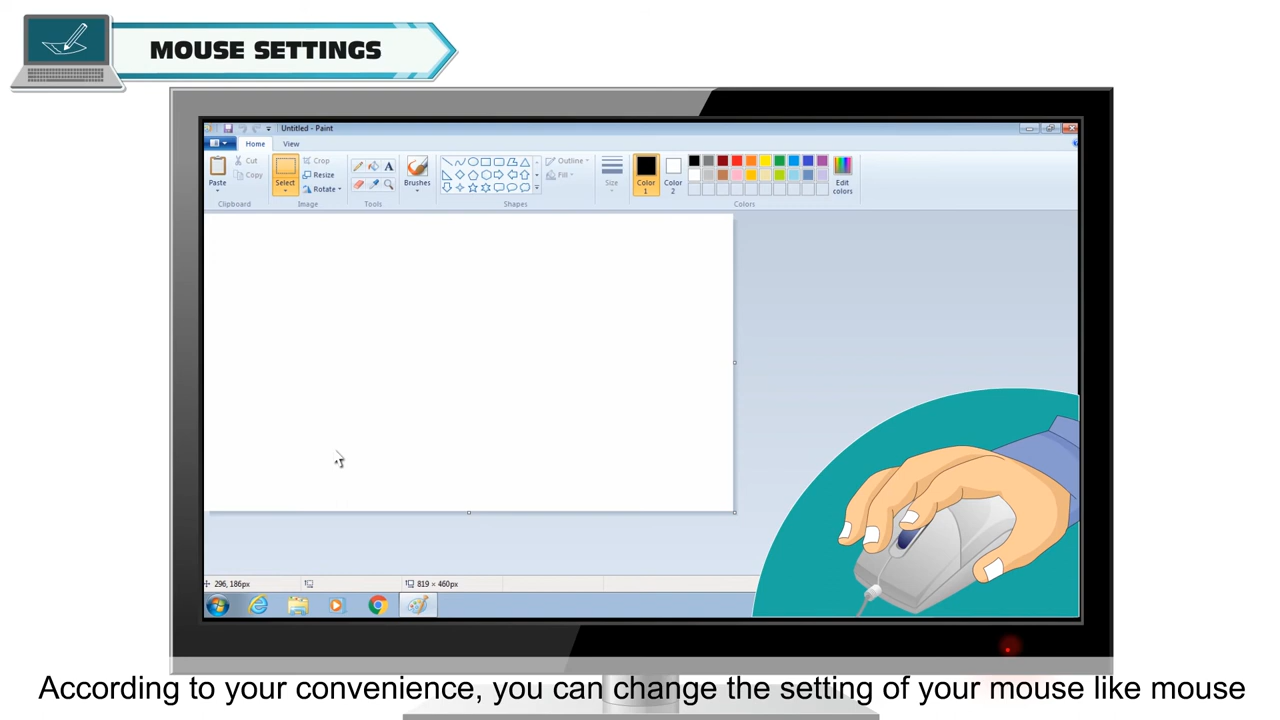 MOUSE SETTINGS
Untitled - Paint
Home View
Cut
Copy
Paste
Clipboard
Select
Crop
Resize
Rotate
Image
A
Tools
Brushes
Outline
Fill
Shapes
Size
Color 1
Color 2
Edit colors
Colors
296, 186px
819 × 460px
According to your convenience, you can change the setting of your mouse like mouse